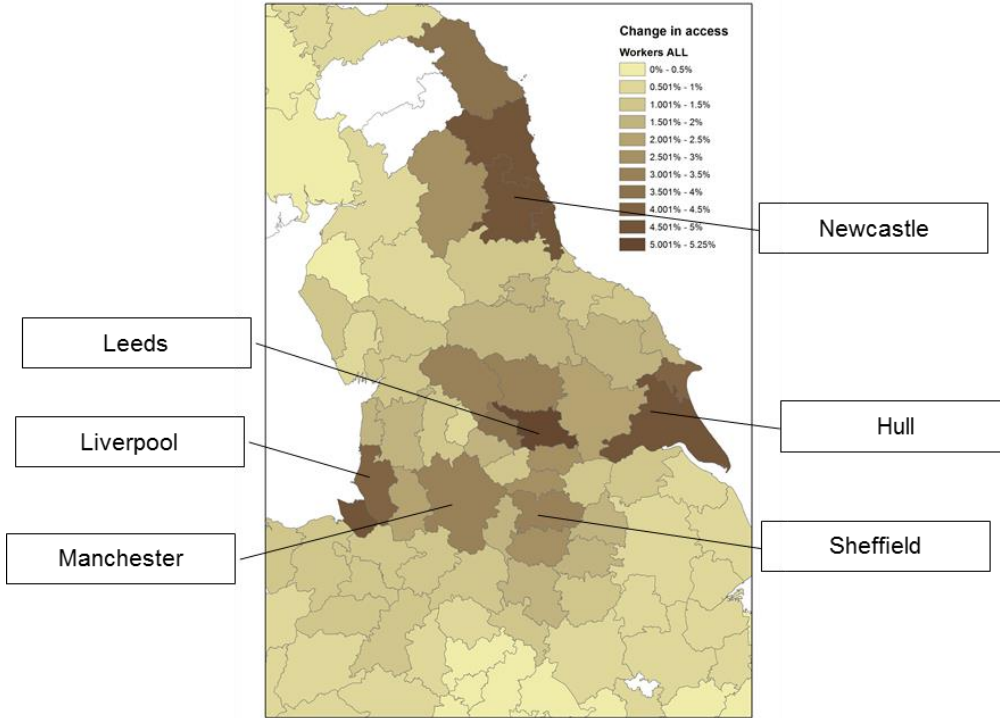 Change in access
Workers ALL
0% - 0.5%
0.501% - 1%
1.001% - 1.5%
1.501% - 2%
2.001% - 2.5%
2.501% - 3%
3.001% - 3.5%
3.501% - 4%
4.001% - 4.5%
4.501% - 5%
5.001% - 5.25%
Newcastle
Leeds
Hull
Liverpool
Sheffield
Manchester